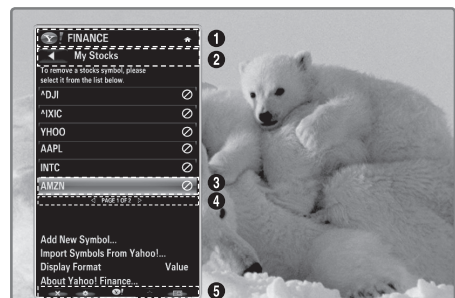 Y! FINANCE
1
My Stocks
2
To remove a stocks symbol, please
select it from the list below.
^DJI
^IXIC
YHOO
AAPL
INTC
AMZN
3
PAGE 1 OF 2
4
Add New Symbol...
Import Symbols From Yahoo!...
Display Format Value
About Yahoo! Finance...
Y!
5